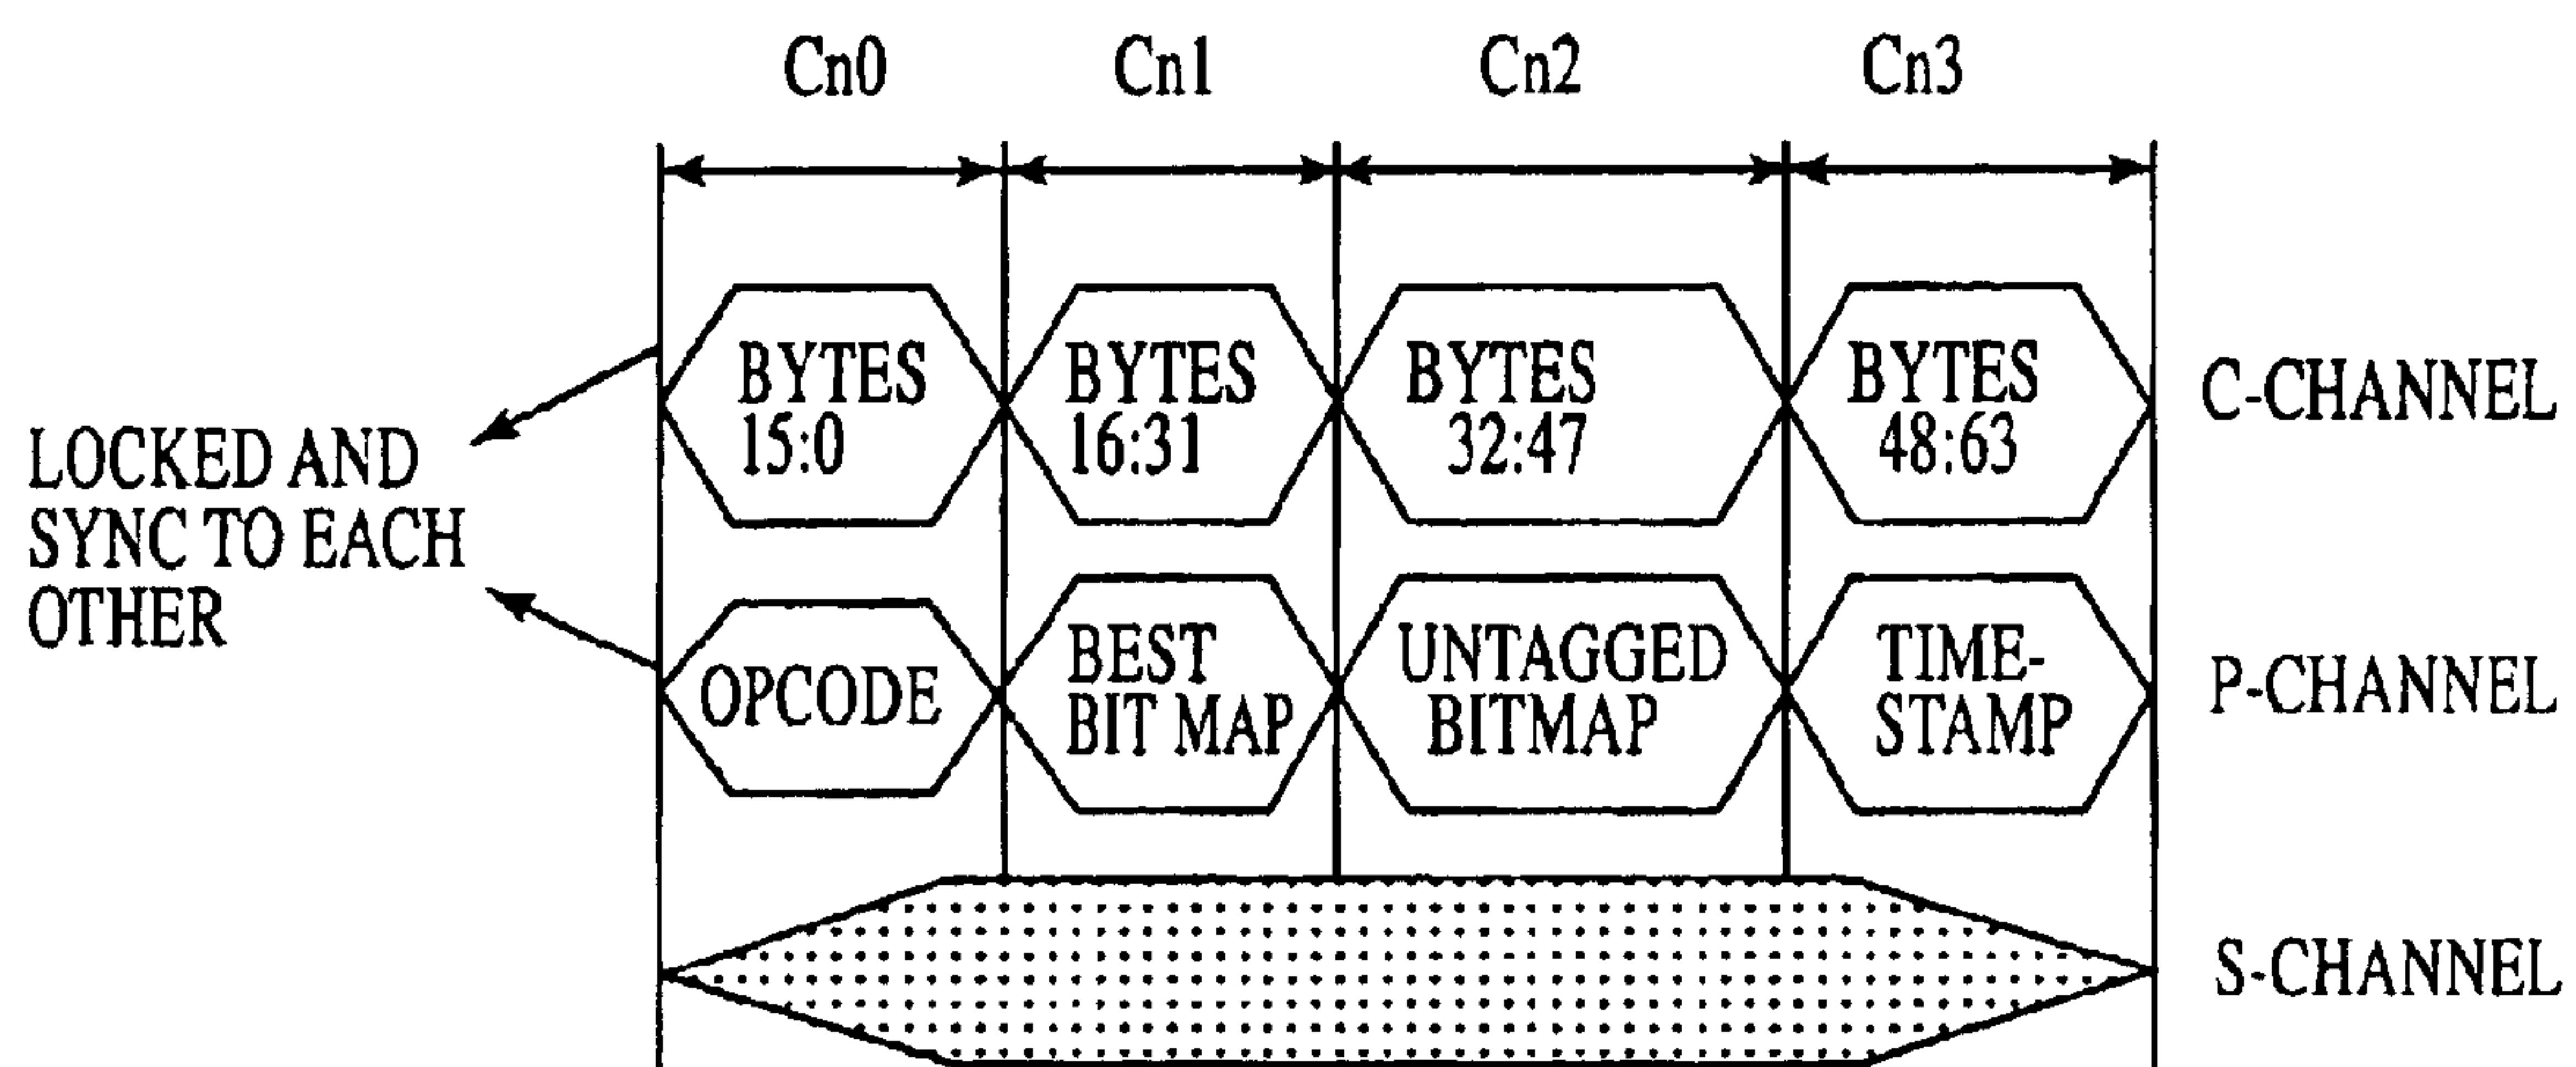 Cn0 Cn1 Cn2 Cn3
BYTES
15:0
BYTES
16:31
BYTES
32:47
BYTES
48:63
C-CHANNEL
LOCKED AND
SYNC TO EACH
OTHER
OPCODE
BEST
BIT MAP
UNTAGGED
BITMAP
TIME-
STAMP
P-CHANNEL
S-CHANNEL